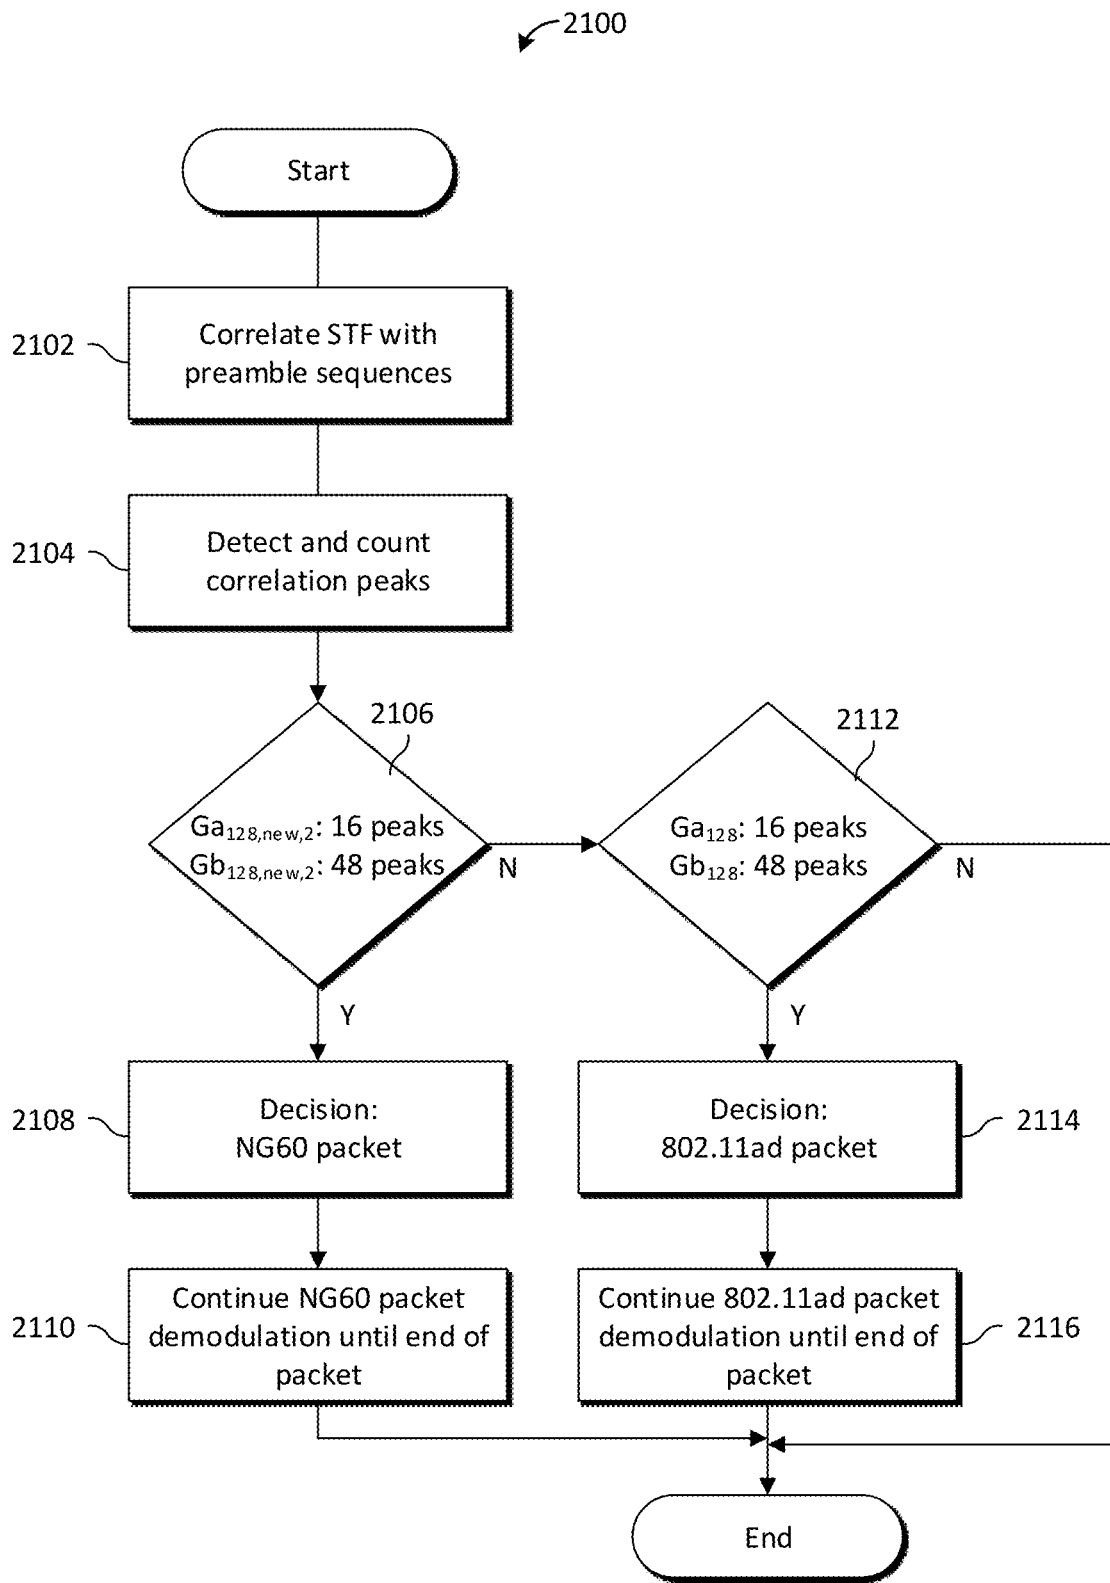 2100
Start
2102
Correlate STF with
preamble sequences
2104
Detect and count
correlation peaks
2106
Ga128,new,2: 16 peaks
Gb128,new,2: 48 peaks
N
Y
2112
Ga128: 16 peaks
Gb128: 48 peaks
N
Y
2108
Decision:
NG60 packet
Decision:
802.11ad packet
2114
2110
Continue NG60 packet
demodulation until end of
packet
Continue 802.11ad packet
demodulation until end of
packet
2116
End